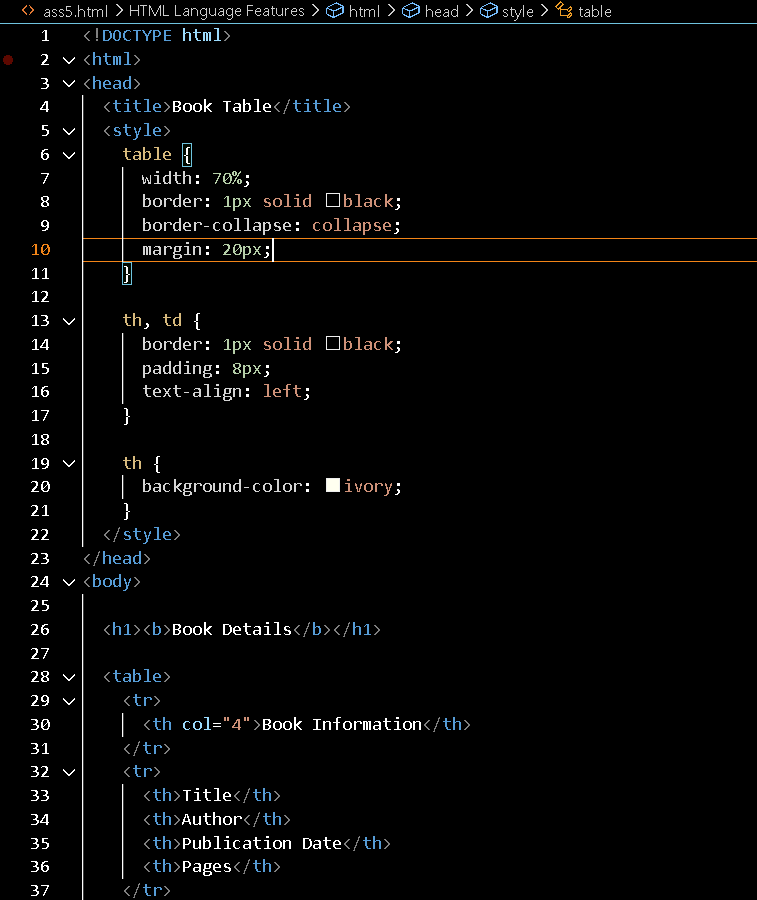 ass5.html > HTML Language Features > html > head > style > table
1 <!DOCTYPE html>
2 <html>
3 <head>
4 <title>Book Table</title>
5 <style>
6 table {
7 width: 70%;
8 border: 1px solid black;
9 border-collapse: collapse;
10 margin: 20px;
11 }
12
13 th, td {
14 border: 1px solid black;
15 padding: 8px;
16 text-align: left;
17 }
18
19 th {
20 background-color: ivory;
21 }
22 </style>
23 </head>
24 <body>
25
26 <h1><b>Book Details</b></h1>
27
28 <table>
29 <tr>
30 <th col="4">Book Information</th>
31 </tr>
32 <tr>
33 <th>Title</th>
34 <th>Author</th>
35 <th>Publication Date</th>
36 <th>Pages</th>
37 </tr>